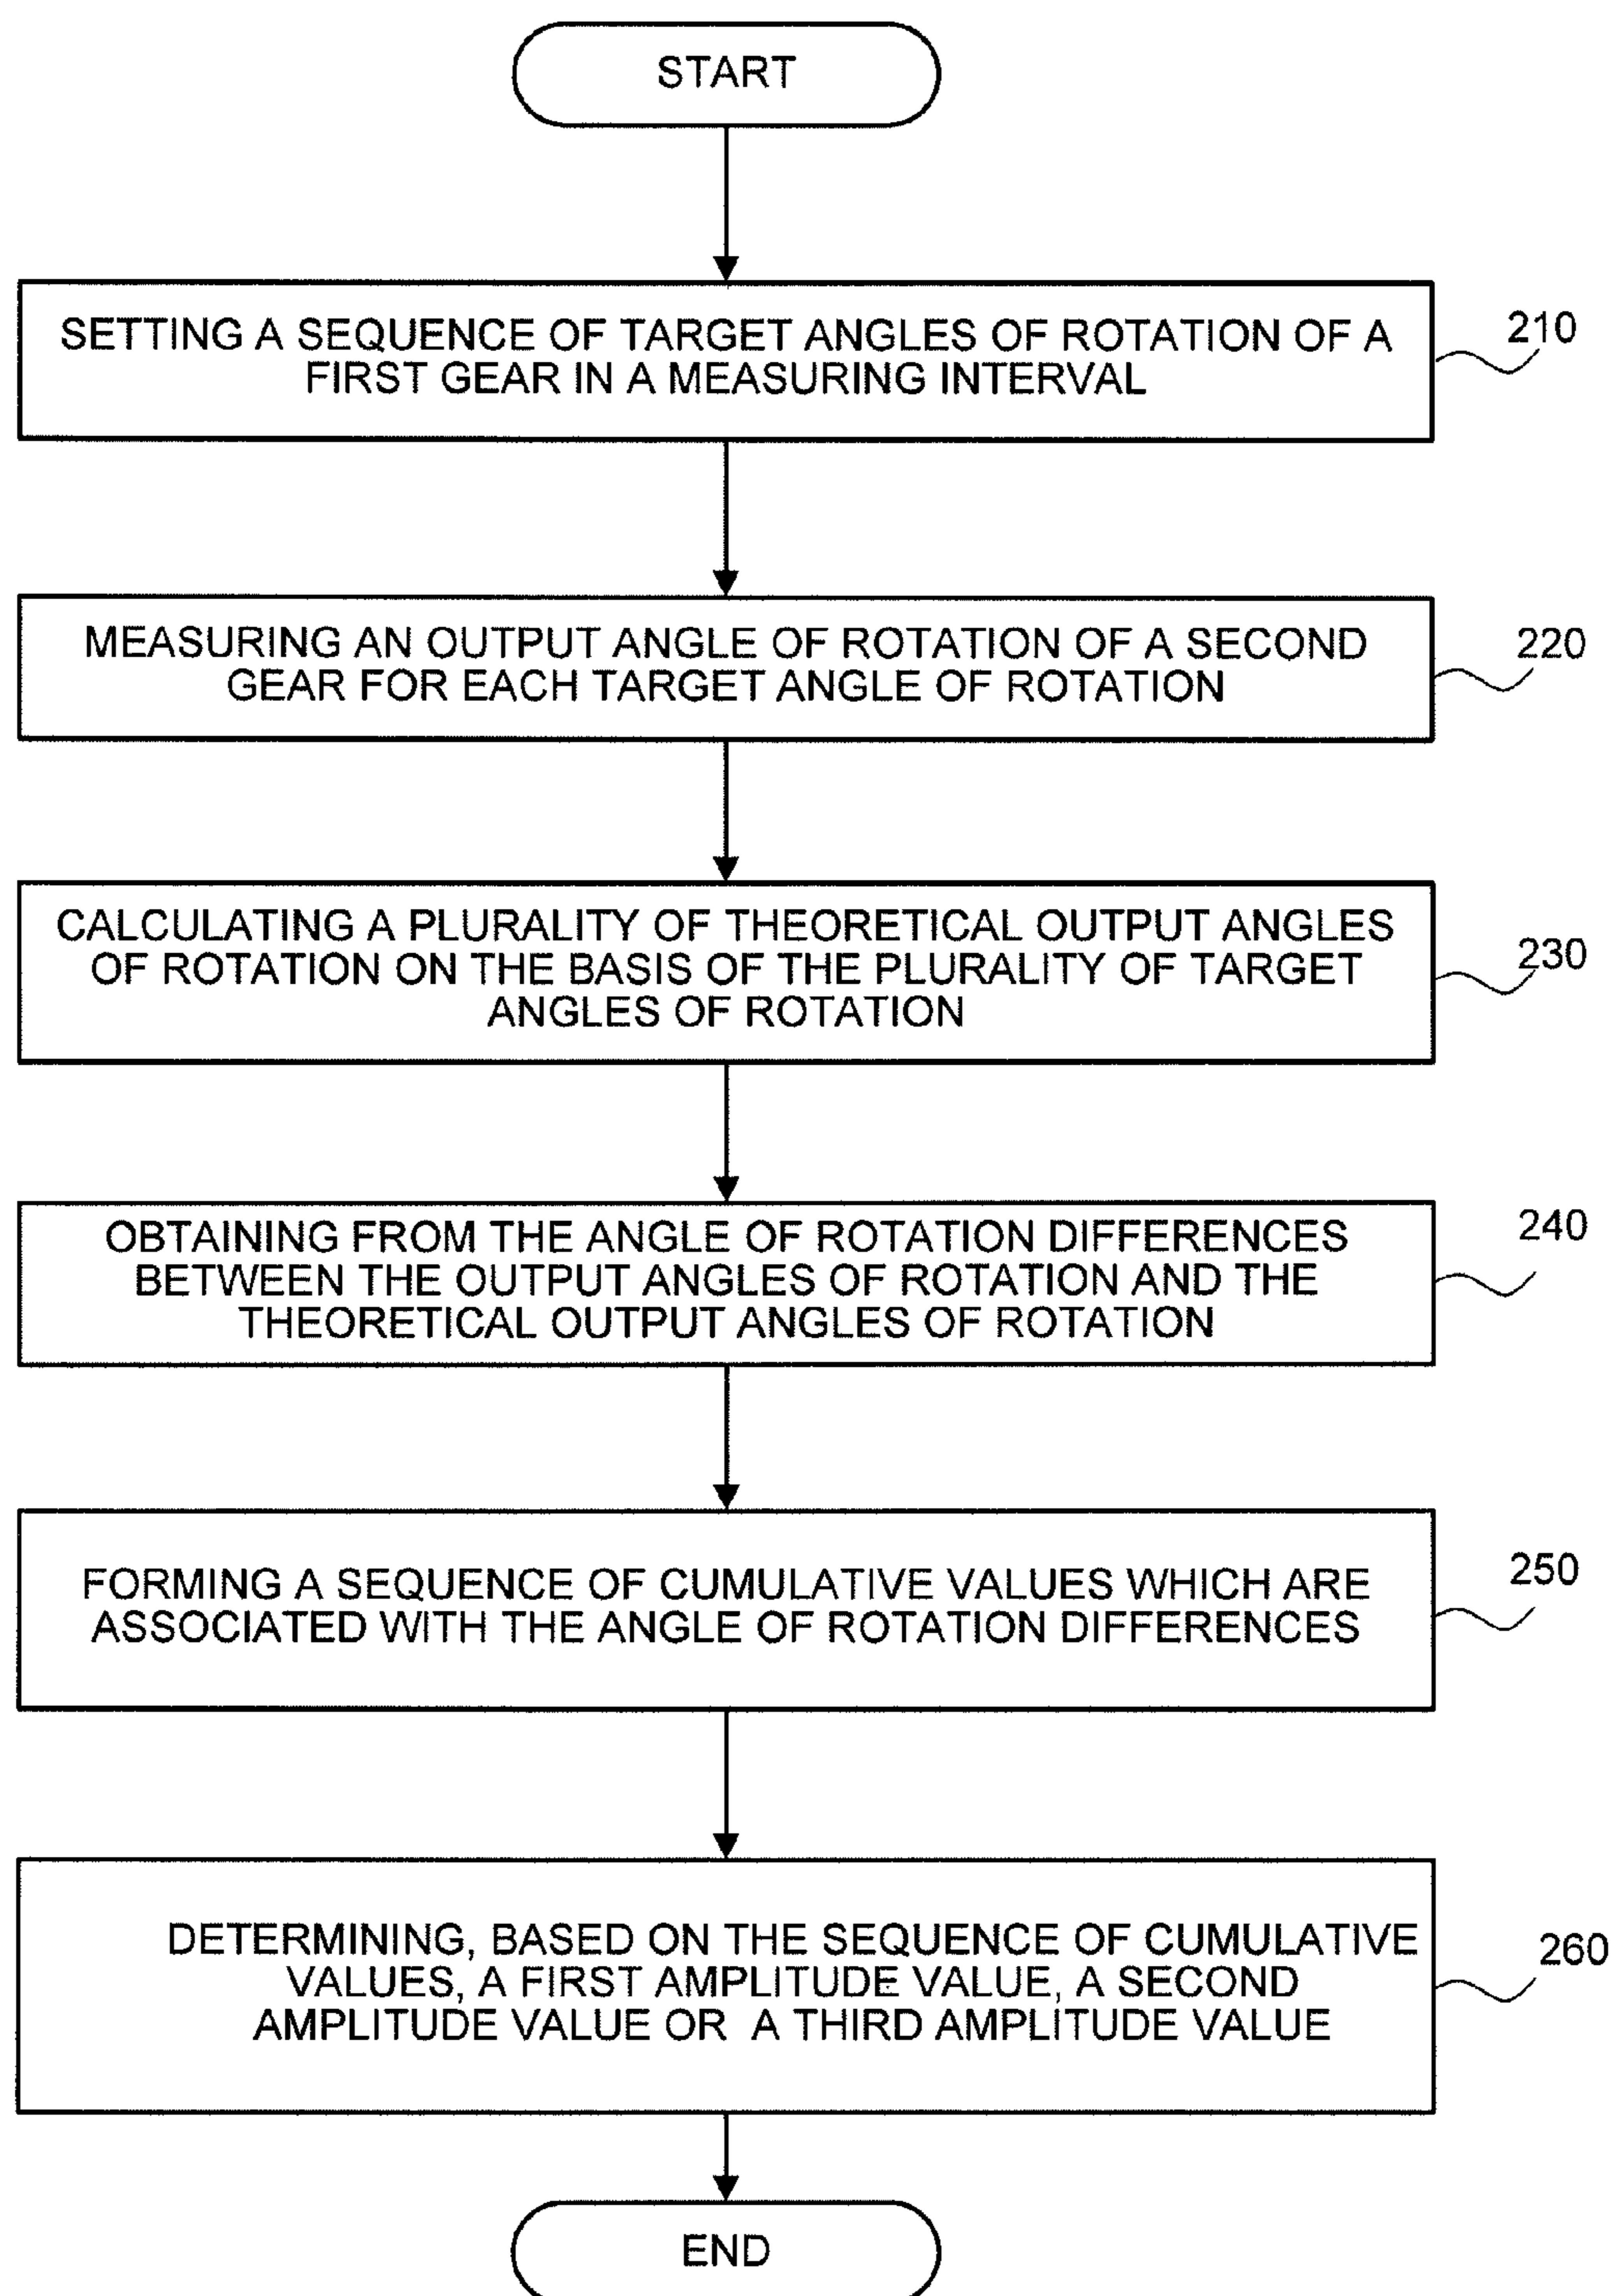 START
SETTING A SEQUENCE OF TARGET ANGLES OF ROTATION OF A
FIRST GEAR IN A MEASURING INTERVAL
210
MEASURING AN OUTPUT ANGLE OF ROTATION OF A SECOND
GEAR FOR EACH TARGET ANGLE OF ROTATION
220
CALCULATING A PLURALITY OF THEORETICAL OUTPUT ANGLES
OF ROTATION ON THE BASIS OF THE PLURALITY OF TARGET
ANGLES OF ROTATION
230
OBTAINING FROM THE ANGLE OF ROTATION DIFFERENCES
BETWEEN THE OUTPUT ANGLES OF ROTATION AND THE
THEORETICAL OUTPUT ANGLES OF ROTATION
240
FORMING A SEQUENCE OF CUMULATIVE VALUES WHICH ARE
ASSOCIATED WITH THE ANGLE OF ROTATION DIFFERENCES
250
DETERMINING, BASED ON THE SEQUENCE OF CUMULATIVE
VALUES, A FIRST AMPLITUDE VALUE, A SECOND
AMPLITUDE VALUE OR A THIRD AMPLITUDE VALUE
260
END